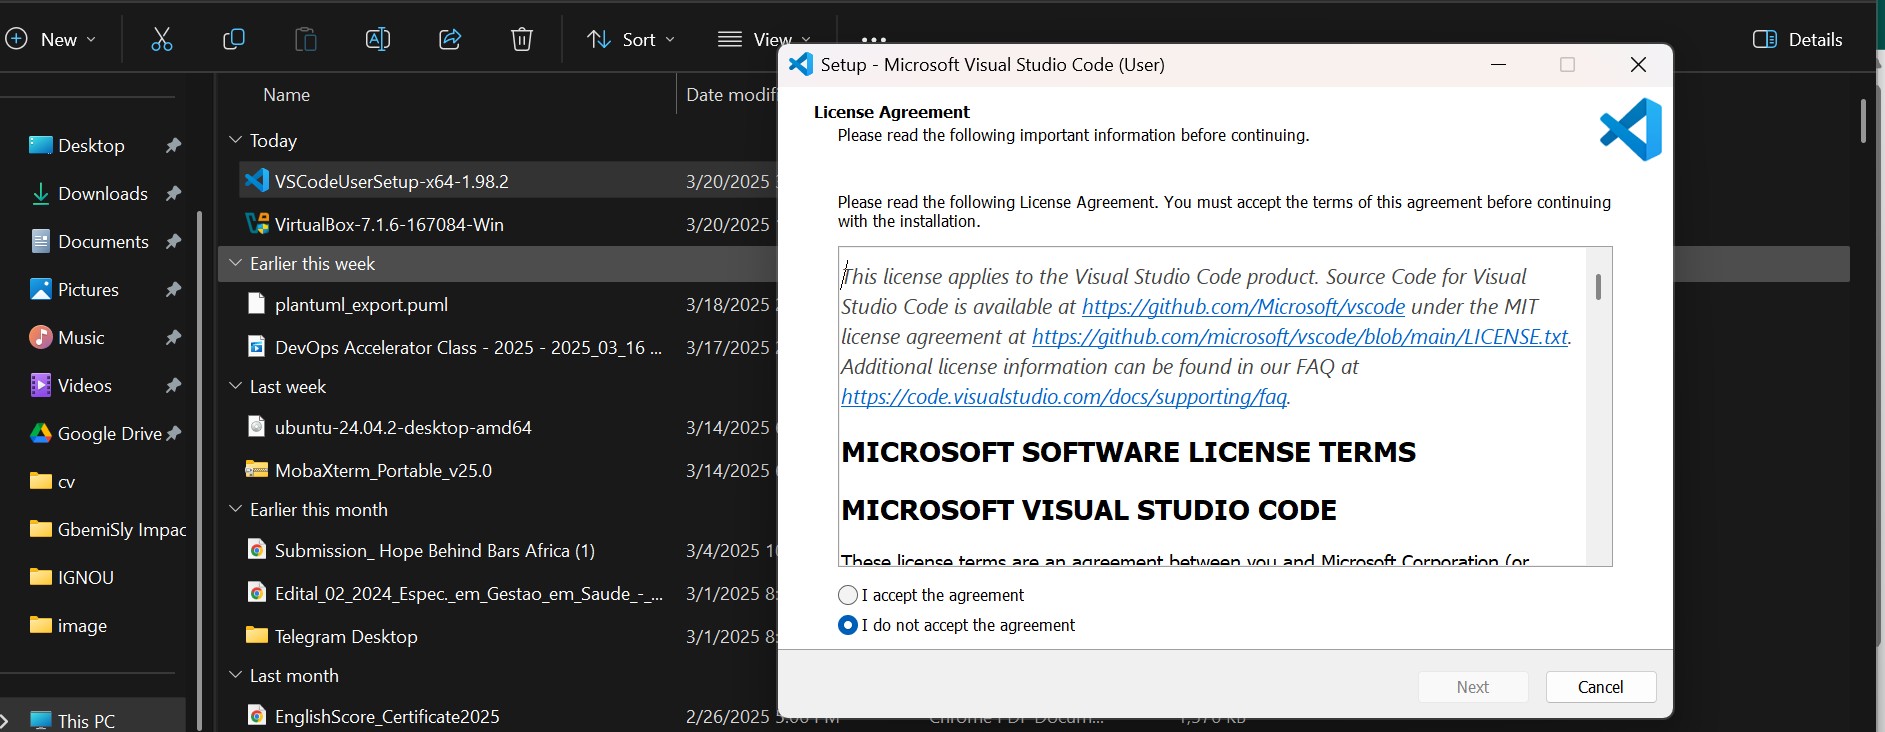 New
Sort
View
Details
Name
Date modif
Desktop
Downloads
Documents
Pictures
Music
Videos
Google Drive
cv
GbemiSly Impac
IGNOU
image
This PC
Today
VSCodeUserSetup-x64-1.98.2 3/20/2025
VirtualBox-7.1.6-167084-Win 3/20/2025
Earlier this week
plantuml_export.puml 3/18/2025
DevOps Accelerator Class - 2025 - 2025_03_16 ... 3/17/2025
Last week
ubuntu-24.04.2-desktop-amd64 3/14/2025
MobaXterm_Portable_v25.0 3/14/2025
Earlier this month
Submission_ Hope Behind Bars Africa (1) 3/4/2025 10
Edital_02_2024_Espec._em_Gestao_em_Saude_-_... 3/1/2025 8:
Telegram Desktop 3/1/2025 8:
Last month
EnglishScore_Certificate2025 2/26/2025
Setup - Microsoft Visual Studio Code (User)
License Agreement
Please read the following important information before continuing.
Please read the following License Agreement. You must accept the terms of this agreement before continuing
with the installation.
This license applies to the Visual Studio Code product. Source Code for Visual
Studio Code is available at https://github.com/Microsoft/vscode under the MIT
license agreement at https://github.com/microsoft/vscode/blob/main/LICENSE.txt.
Additional license information can be found in our FAQ at
https://code.visualstudio.com/docs/supporting/faq.
MICROSOFT SOFTWARE LICENSE TERMS
MICROSOFT VISUAL STUDIO CODE
These license terms are an agreement between you and Microsoft Corporation (or
I accept the agreement
I do not accept the agreement
Next
Cancel